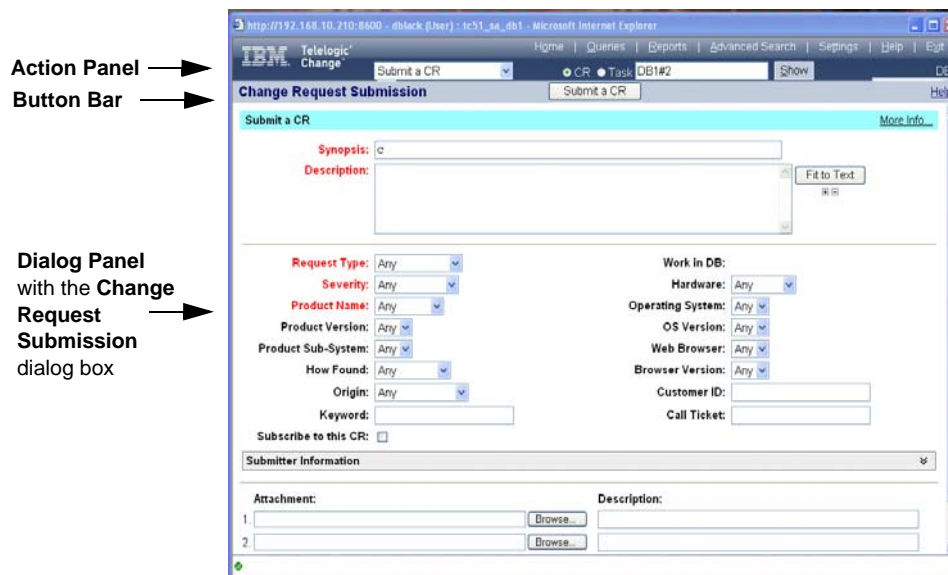 http://192.168.10.210:8600 - dblack (User) : tc51_sa_db1 - Microsoft Internet Explorer
Home | Queries | Reports | Advanced Search | Settings | Help | Exit
IBM. Telelogic®
Change
Action Panel
Submit a CR CR Task DB1#2 Show
Button Bar
Change Request Submission Submit a CR Help
Submit a CR More Info...
Synopsis: c
Description:
Fit to Text
Request Type: Any Work in DB:
Severity: Any Hardware: Any
Product Name: Any Operating System: Any
Product Version: Any OS Version: Any
Product Sub-System: Any Web Browser: Any
How Found: Any Browser Version: Any
Origin: Any Customer ID:
Keyword: Call Ticket:
Subscribe to this CR:
Dialog Panel
with the Change
Request
Submission
dialog box
Submitter Information
Attachment: Description:
1. Browse...
2. Browse...